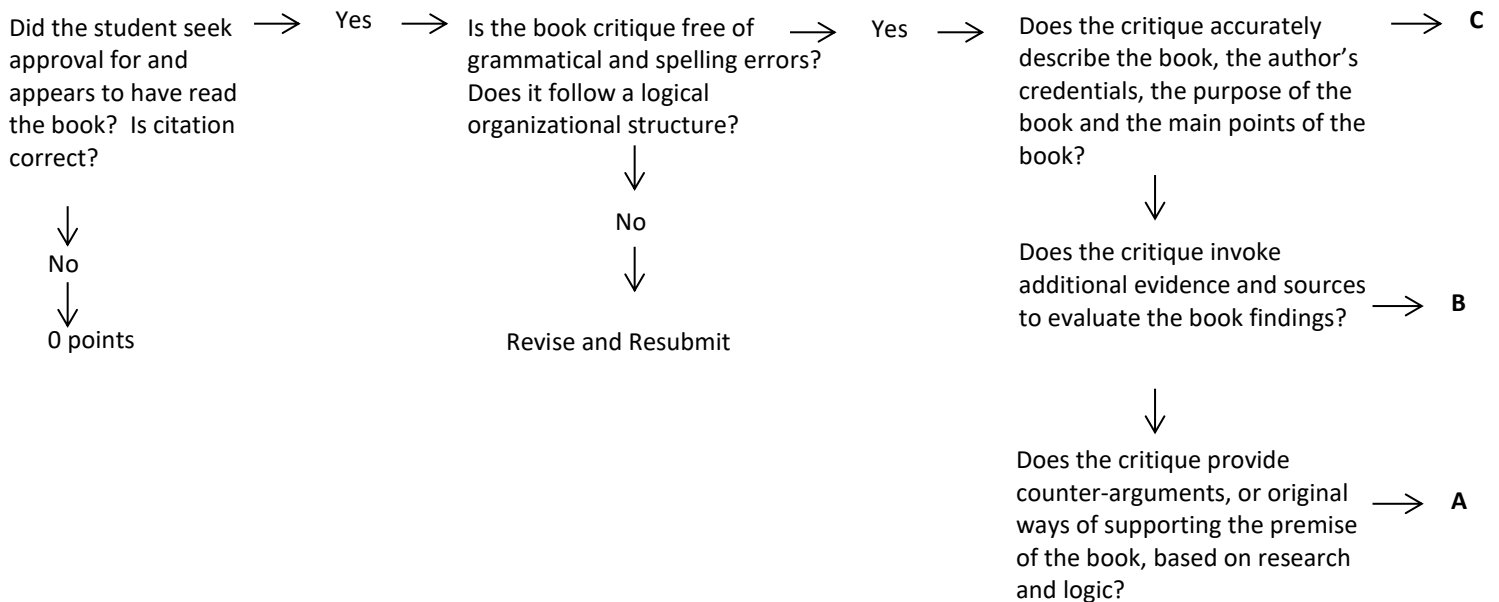 Did the student seek
approval for and
appears to have read
the book? Is citation
correct?
Yes
Is the book critique free of
grammatical and spelling errors?
Does it follow a logical
organizational structure?
Yes
Does the critique accurately
describe the book, the author’s
credentials, the purpose of the
book and the main points of the
book?
C
No
0 points
No
Revise and Resubmit
Does the critique invoke
additional evidence and sources
to evaluate the book findings?
B
Does the critique provide
counter-arguments, or original
ways of supporting the premise
of the book, based on research
and logic?
A